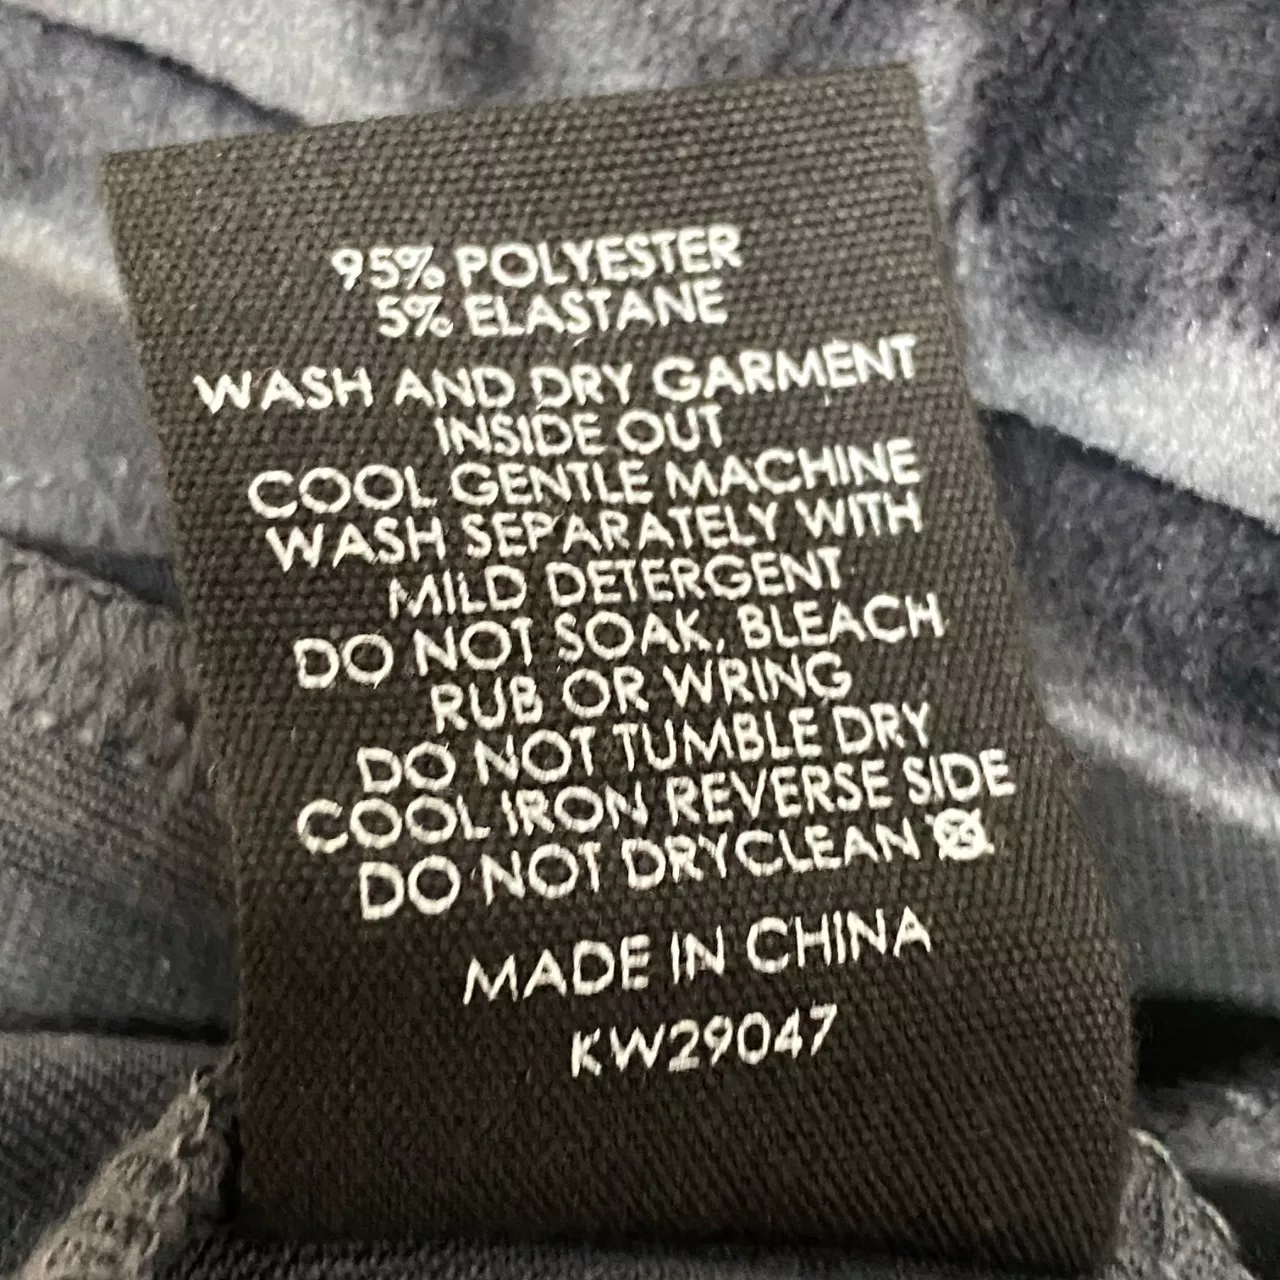 95% POLYESTER
5% ELASTANE
WASH AND DRY GARMENT
INSIDE OUT
COOL GENTLE MACHINE
WASH SEPARATELY WITH
MILD DETERGENT
DO NOT SOAK, BLEACH
RUB OR WRING
DO NOT TUMBLE DRY
COOL IRON REVERSE SIDE
DO NOT DRYCLEAN
MADE IN CHINA
KW29047